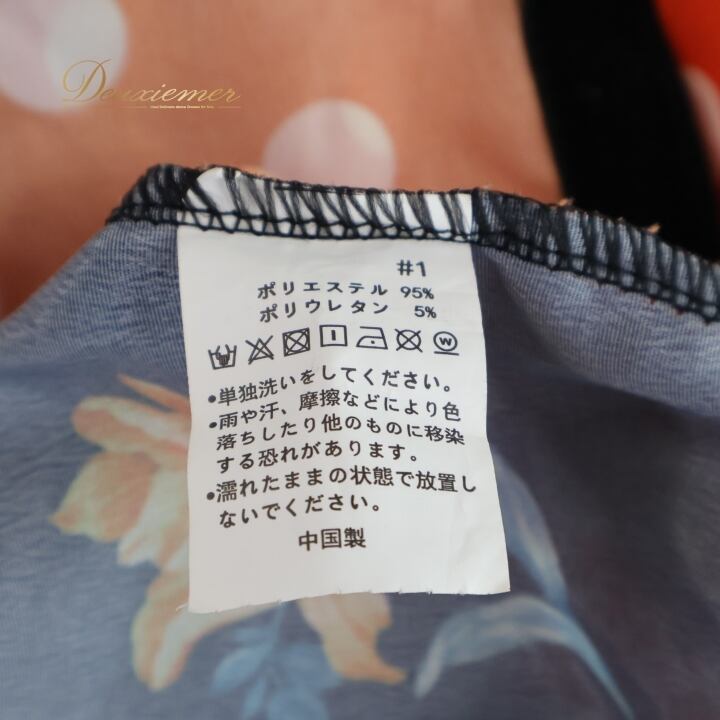 Deuxiemer
#1
ポリエステル 95%
ポリウレタン 5%
W
•単独洗いをしてください。
•雨や汗、摩擦などにより色
落ちしたり他のものに移染
する恐れがあります。
•濡れたままの状態で放置し
ないでください。
中国製